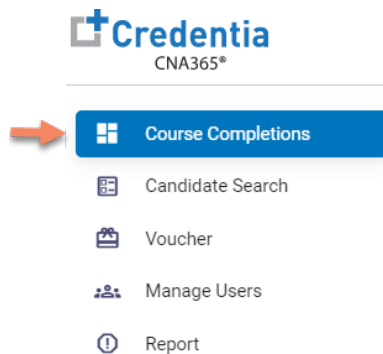 Credentia
CNA365®
Course Completions
Candidate Search
Voucher
Manage Users
Report